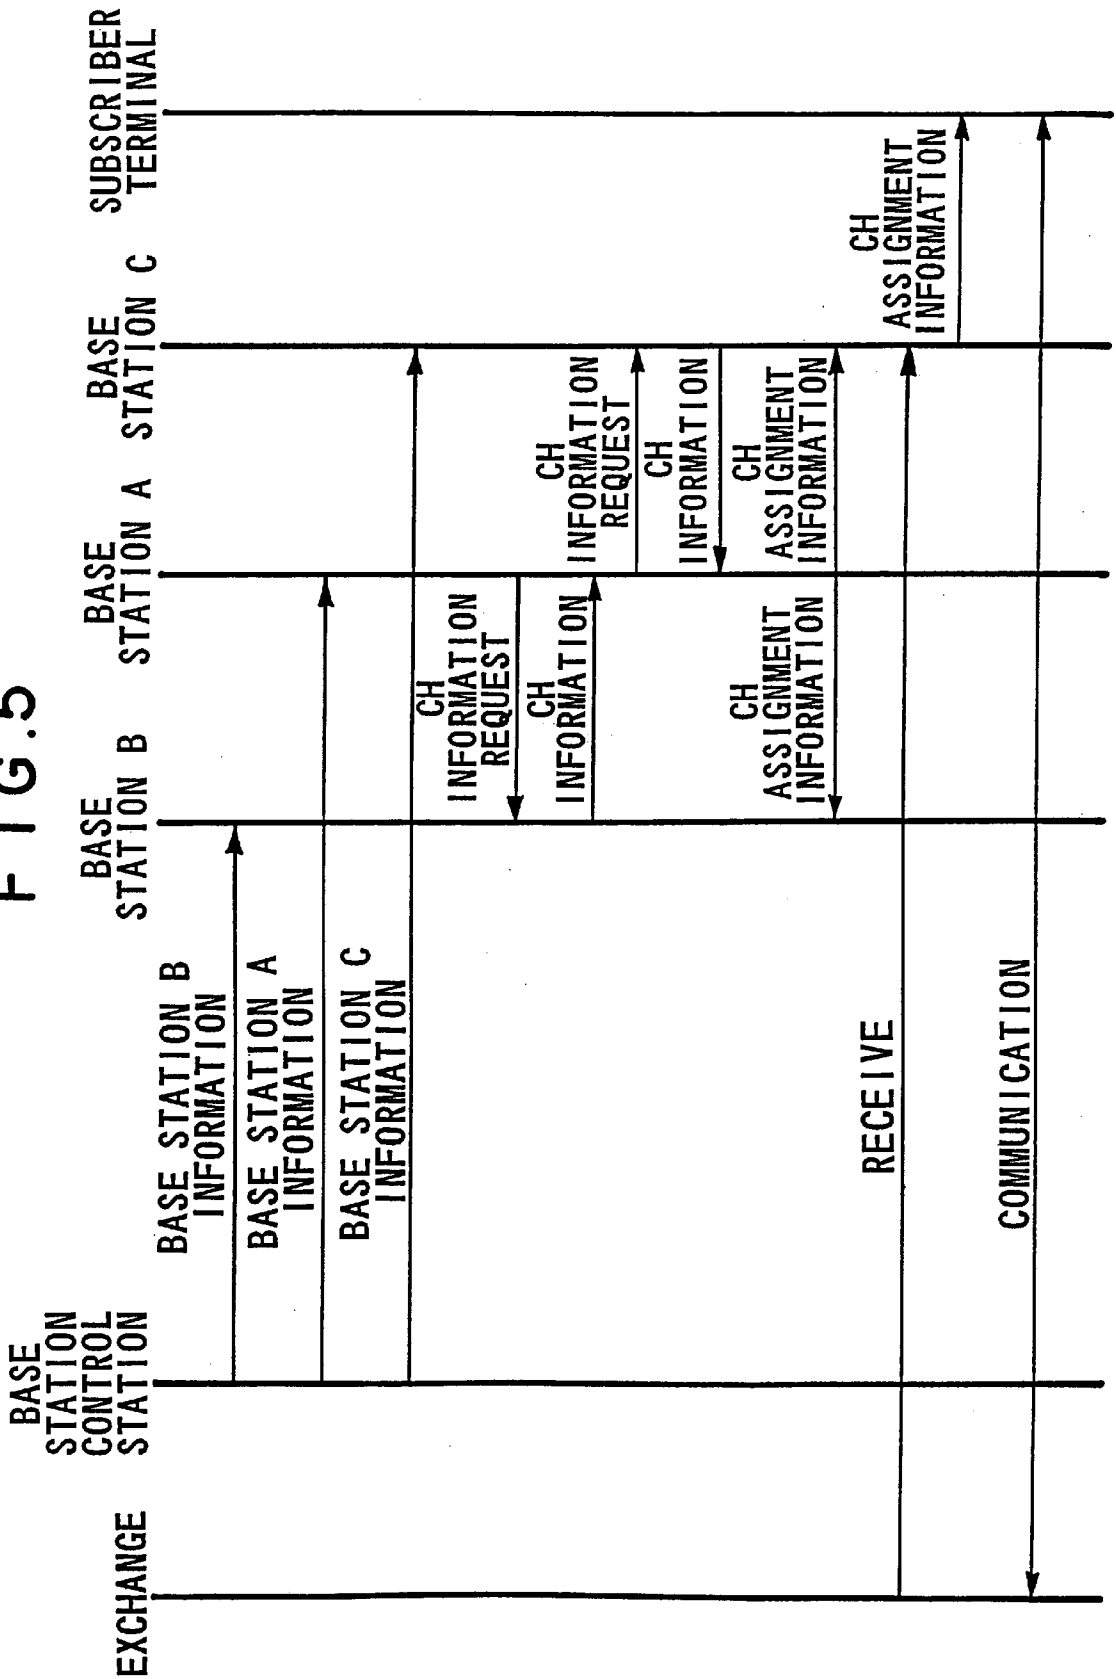 FIG.5
EXCHANGE
BASE
STATION
CONTROL
STATION
BASE
STATION B
BASE
STATION A
BASE
STATION C
SUBSCRIBER
TERMINAL
BASE STATION B
INFORMATION
BASE STATION A
INFORMATION
BASE STATION C
INFORMATION
CH
INFORMATION
REQUEST
CH
INFORMATION
CH
INFORMATION
REQUEST
CH
INFORMATION
CH
ASSIGNMENT
INFORMATION
CH
ASSIGNMENT
INFORMATION
RECEIVE
CH
ASSIGNMENT
INFORMATION
COMMUNICATION